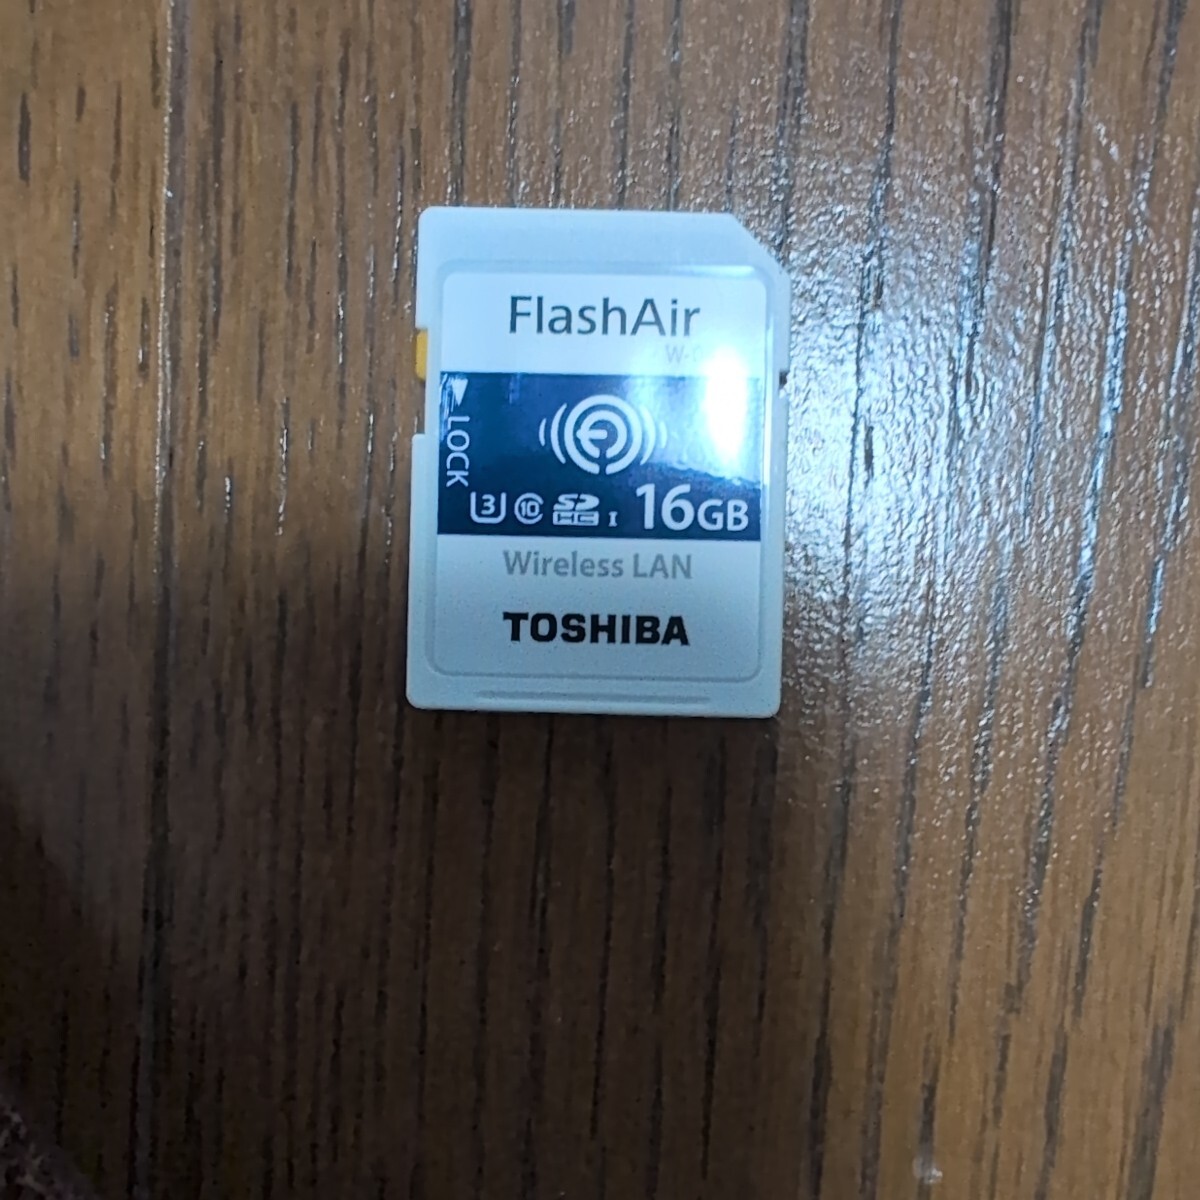 FlashAir
LOCK
3 10 SD HC I 16GB
Wireless LAN
TOSHIBA